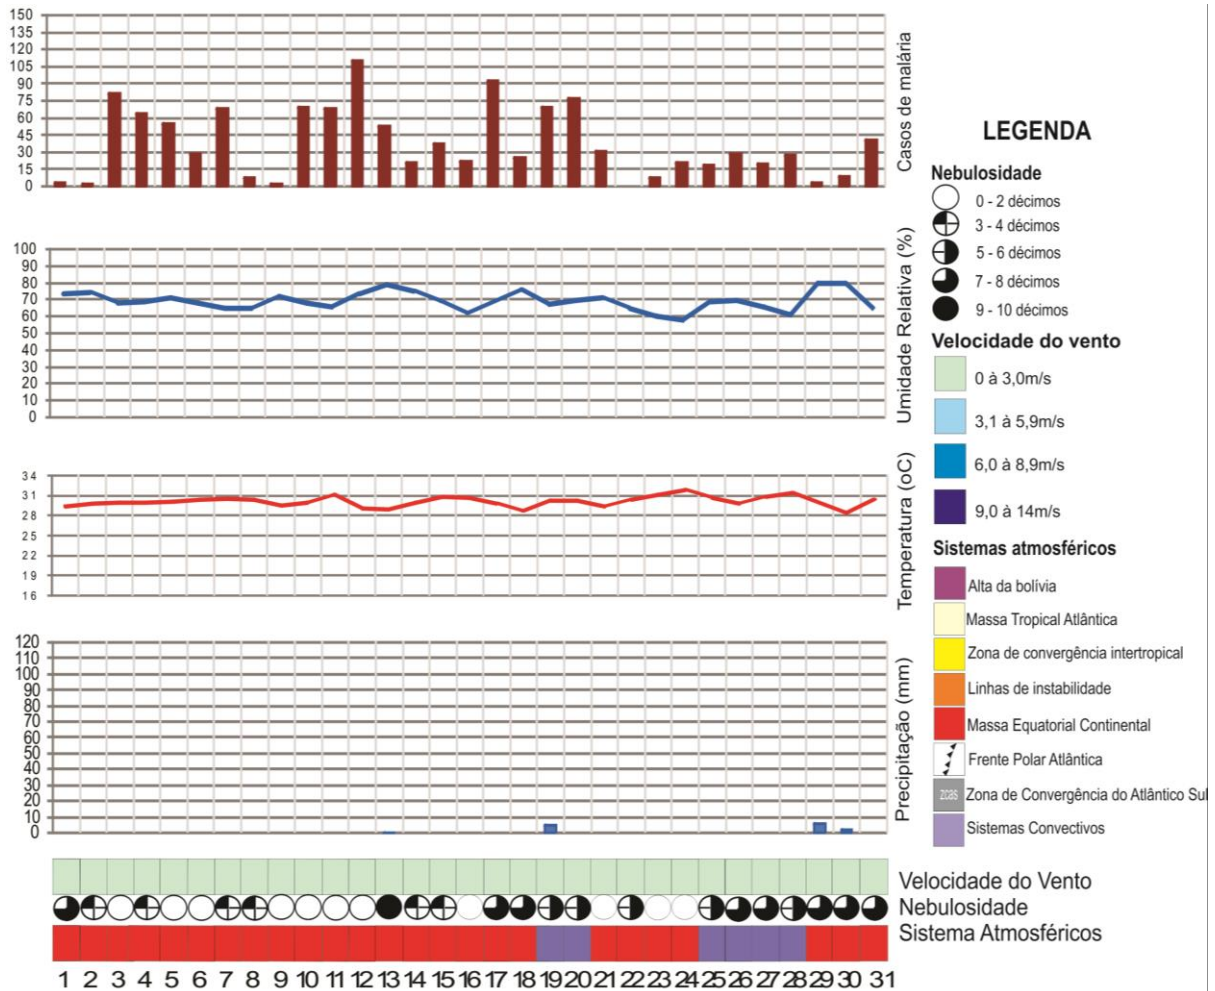 150
135
120
105
90
75
60
45
30
15
0
Casos de malária
100
90
80
70
60
50
40
30
20
10
0
Umidade Relativa (%)
34
31
28
25
22
19
16
Temperatura (oC)
120
110
100
90
80
70
60
50
40
30
20
10
0
Precipitação (mm)
Velocidade do Vento
Nebulosidade
Sistema Atmosféricos
1 2 3 4 5 6 7 8 9 10 11 12 13 14 15 16 17 18 19 20 21 22 23 24 25 26 27 28 29 30 31
LEGENDA
Nebulosidade
0 - 2 décimos
3 - 4 décimos
5 - 6 décimos
7 - 8 décimos
9 - 10 décimos
Velocidade do vento
0 à 3,0m/s
3,1 à 5,9m/s
6,0 à 8,9m/s
9,0 à 14m/s
Sistemas atmosféricos
Alta da bolívia
Massa Tropical Atlântica
Zona de convergência intertropical
Linhas de instabilidade
Massa Equatorial Continental
Frente Polar Atlântica
zcas Zona de Convergência do Atlântico Sul
Sistemas Convectivos